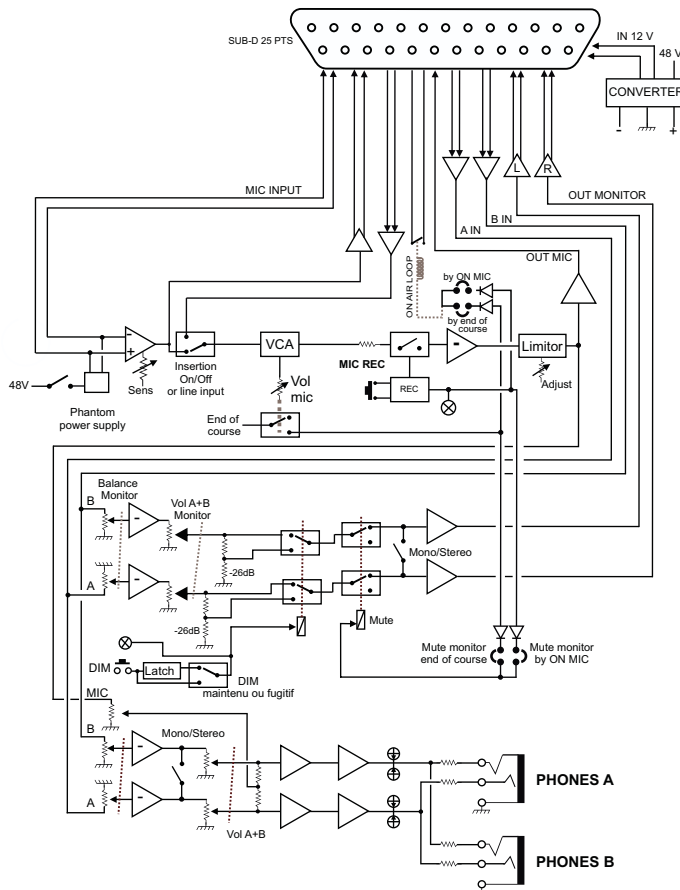 SUB-D 25 PTS
IN 12 V
48 V
CONVERTER
-
+
L
R
MIC INPUT
OUT MONITOR
B IN
A IN
OUT MIC
ON AIR LOOP
by ON MIC
by end of
course
-
+
VCA
-
Limitor
MIC REC
Insertion
On/Off
or line input
Sens
Vol
mic
REC
Adjust
48V
Phantom
power supply
End of
course
Balance
Monitor
B
-
Vol A+B
Monitor
-26dB
Mono/Stereo
A
-
-26dB
Mute
Mute monitor
end of course
Mute monitor
by ON MIC
DIM
Latch
DIM
maintenu ou fugitif
MIC
B
-
Mono/Stereo
A
-
Vol A+B
PHONES A
PHONES B